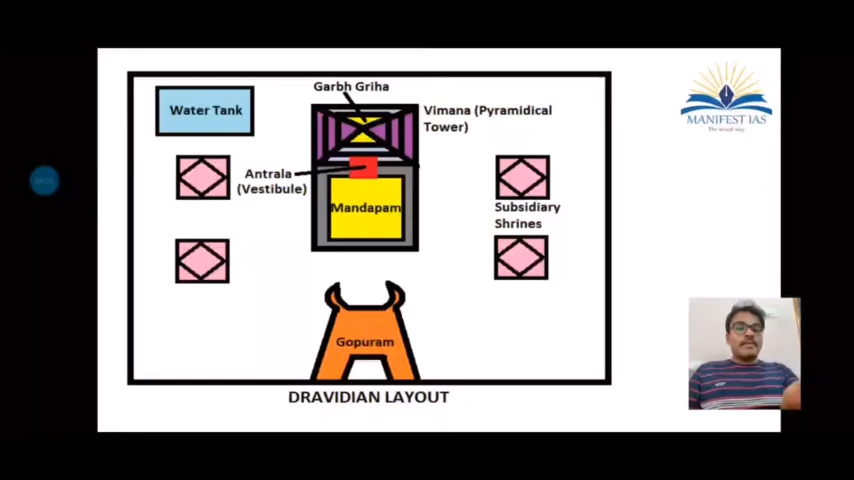 Garbh Griha
Water Tank
Vimana (Pyramidical
Tower)
MANIFEST IAS
Antrala
(Vestibule)
Mandapam
Subsidiary
Shrines
Gopuram
DRAVIDIAN LAYOUT